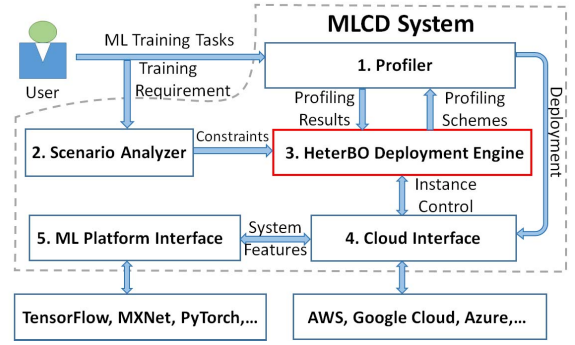 MLCD System
ML Training Tasks
1. Profiler
User
Training
Requirement
Profiling
Results
Profiling
Schemes
Deployment
2. Scenario Analyzer
Constraints
3. HeterBO Deployment Engine
Instance
Control
5. ML Platform Interface
System
Features
4. Cloud Interface
TensorFlow, MXNet, PyTorch,...
AWS, Google Cloud, Azure,...